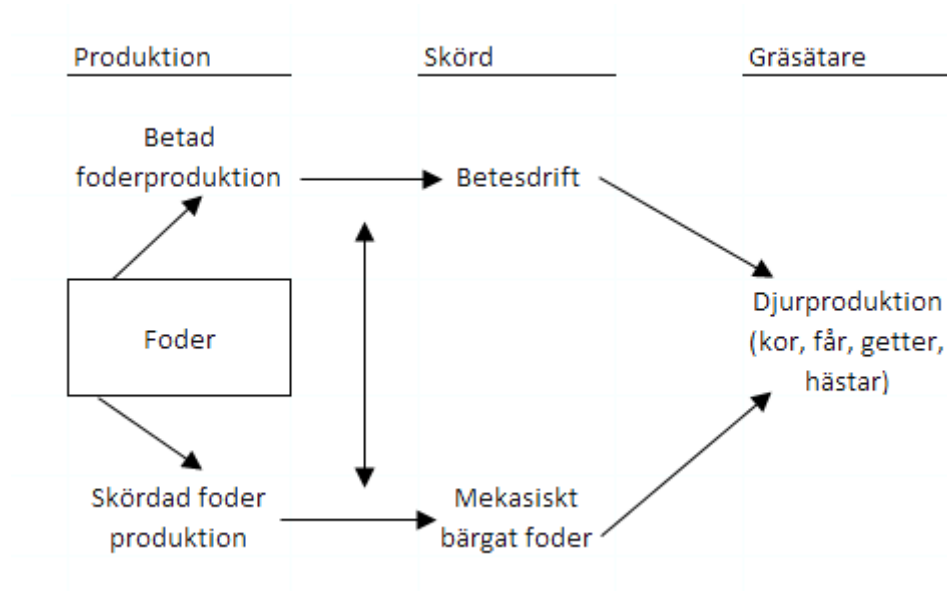 Produktion
Skörd
Gräsätare
Betad
foderproduktion
Betesdrift
Foder
Djurproduktion
(kor, får, getter,
hästar)
Skördad foder
produktion
Mekasiskt
bärgat foder